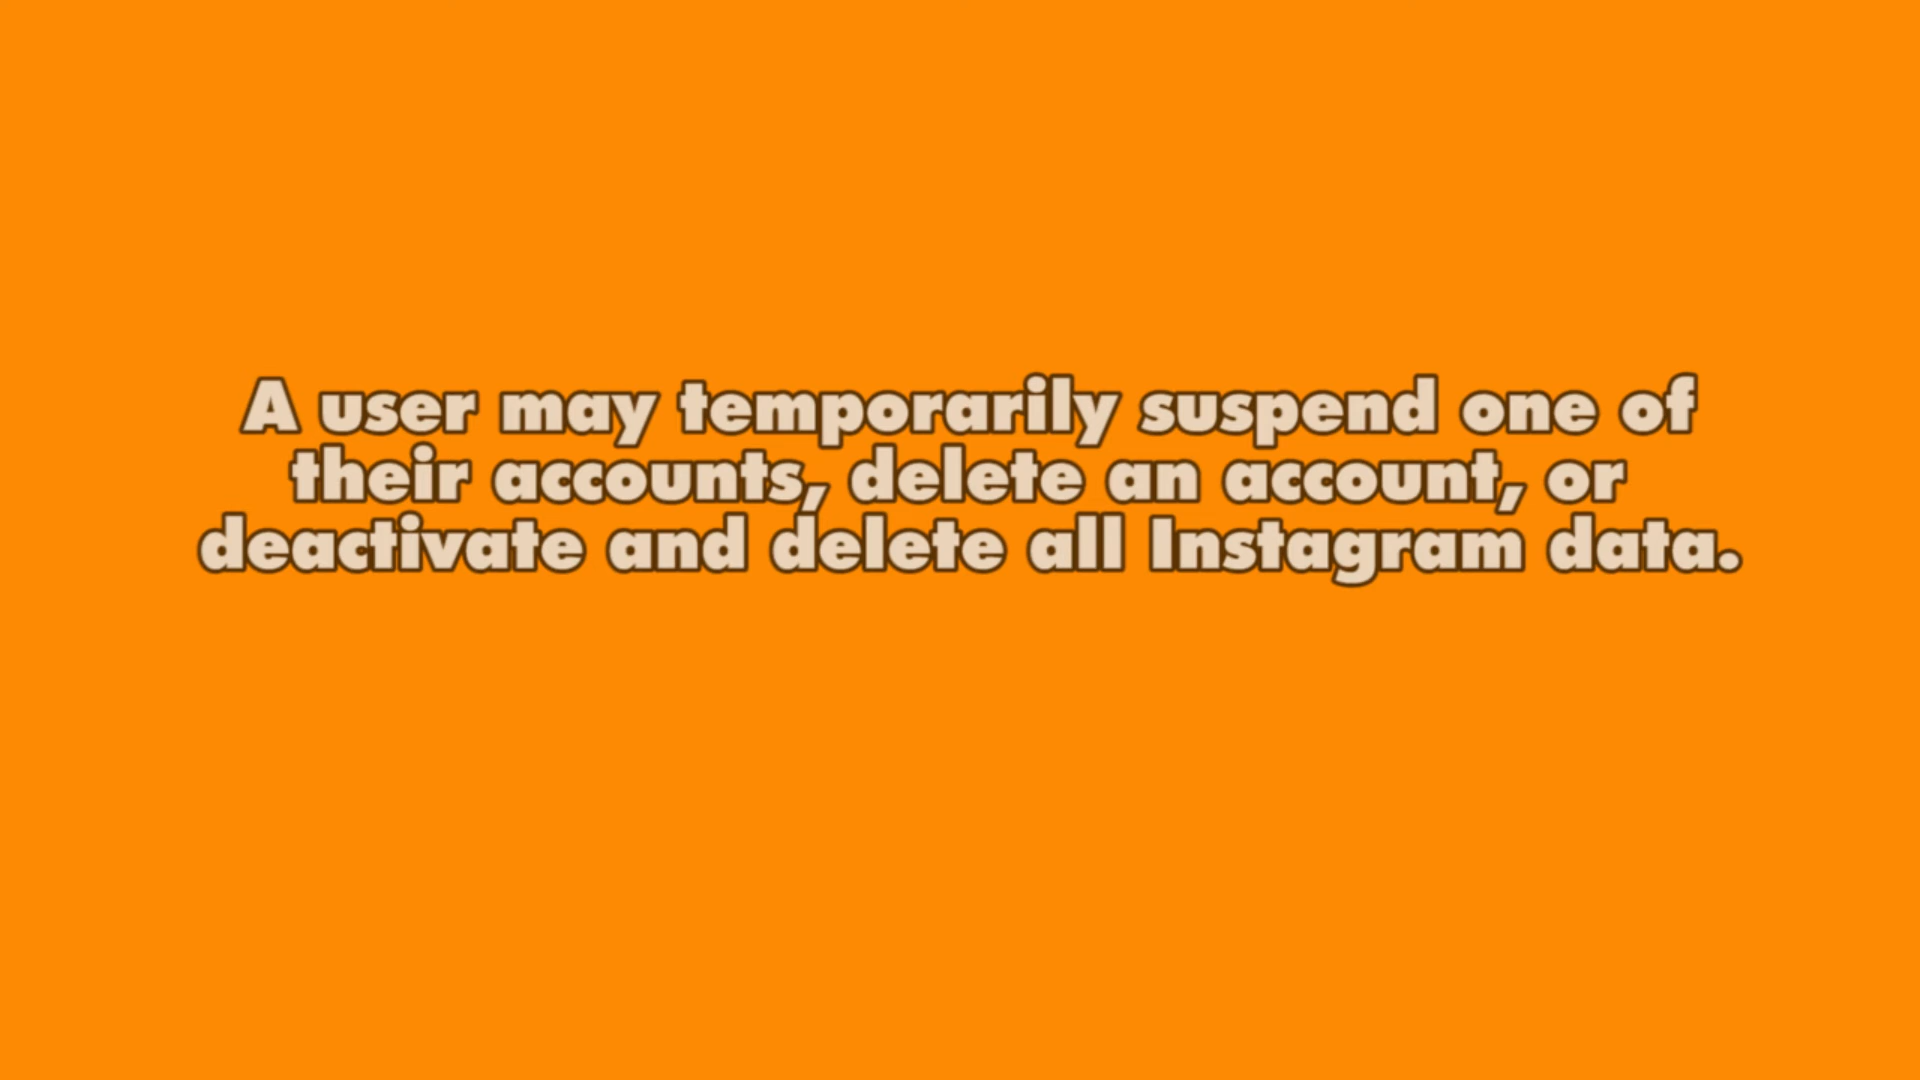 A user may temporarily suspend one of
their accounts, delete an account, or
deactivate and delete all Instagram data.